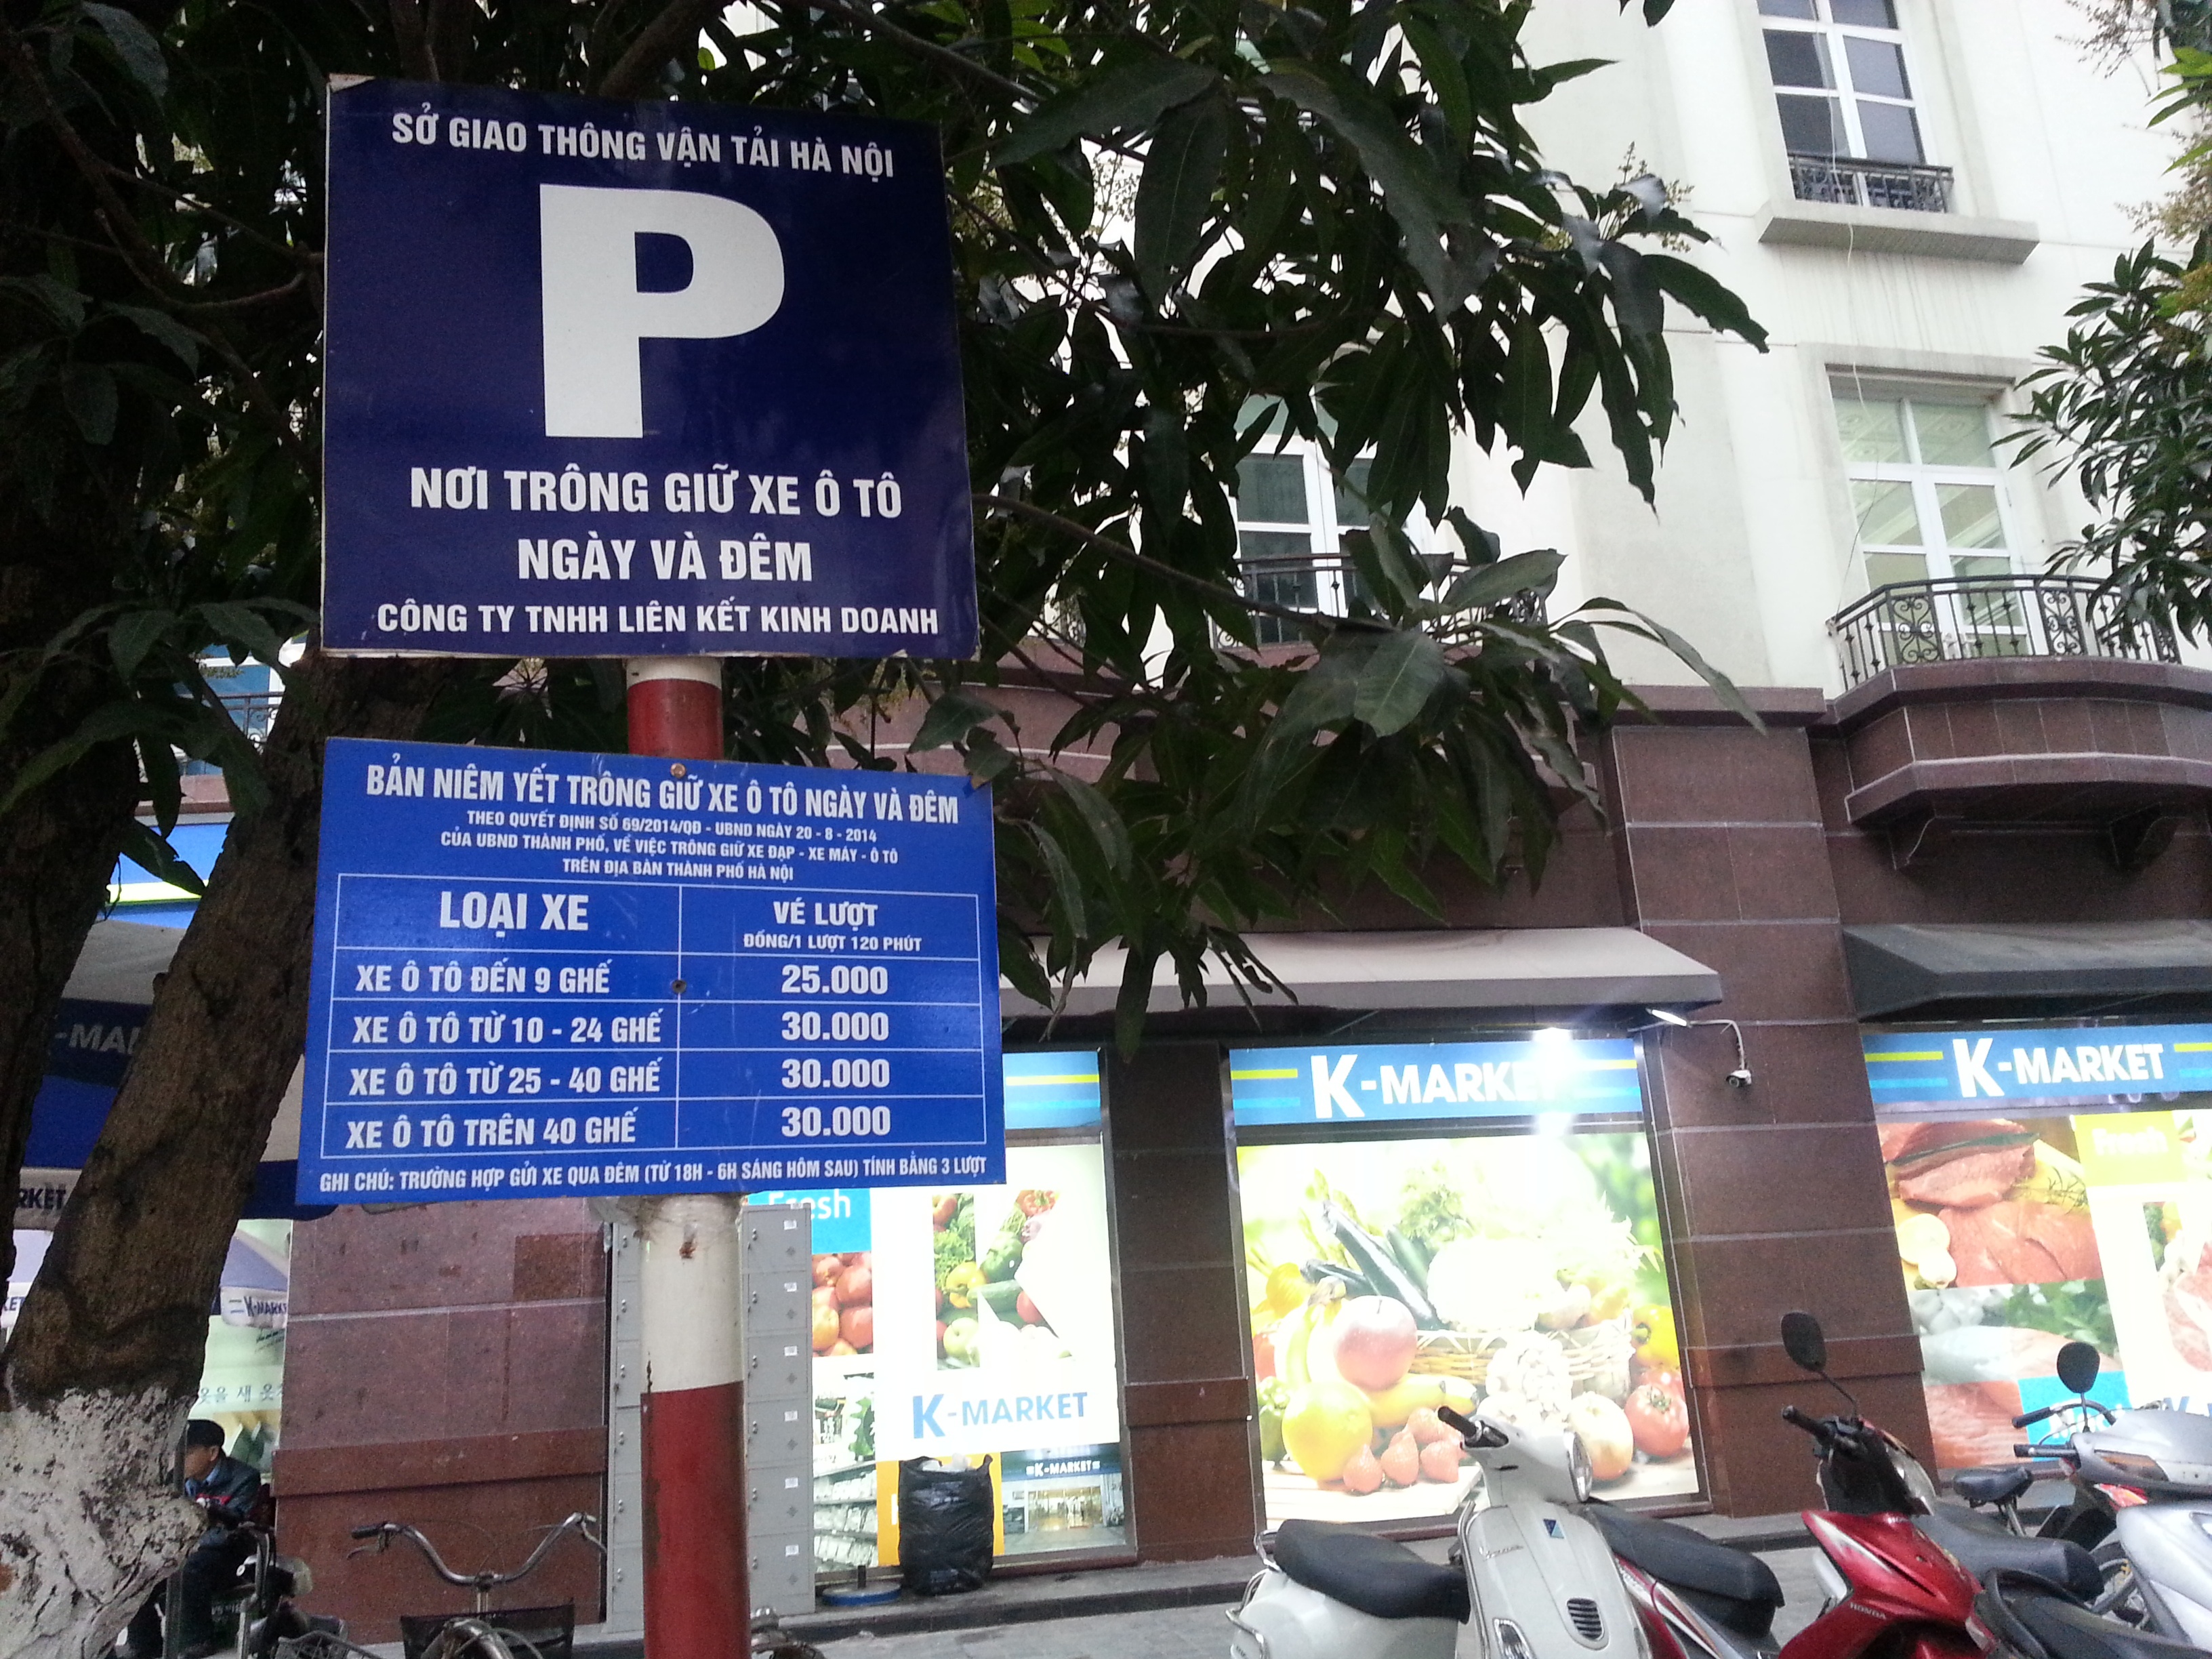 SỞ GIAO THÔNG VẬN TẢI HÀ NỘI
P
NƠI TRÔNG GIỮ XE Ô TÔ
NGÀY VÀ ĐÊM
CÔNG TY TNHH LIÊN KẾT KINH DOANH
BẢN NIÊM YẾT TRÔNG GIỮ XE Ô TÔ NGÀY VÀ ĐÊM
THEO QUYẾT ĐỊNH SỐ 69/2014/QĐ - UBND NGÀY 20 - 8 - 2014
CỦA UBND THÀNH PHỐ, VỀ VIỆC TRÔNG GIỮ XE ĐẠP - XE MÁY - Ô TÔ
TRÊN ĐỊA BÀN THÀNH PHỐ HÀ NỘI
LOẠI XE VÉ LƯỢT
ĐỒNG/1 LƯỢT 120 PHÚT
XE Ô TÔ ĐẾN 9 GHẾ 25.000
XE Ô TÔ TỪ 10 - 24 GHẾ 30.000
XE Ô TÔ TỪ 25 - 40 GHẾ 30.000
XE Ô TÔ TRÊN 40 GHẾ 30.000
GHI CHÚ: TRƯỜNG HỢP GỬI XE QUA ĐÊM (TỪ 18H - 6H SÁNG HÔM SAU) TÍNH BẰNG 3 LƯỢT
K-MARKET
K-MARKET
Fresh
Fresh
K-MARKET
K-MARKET
K-MARKET
HONDA